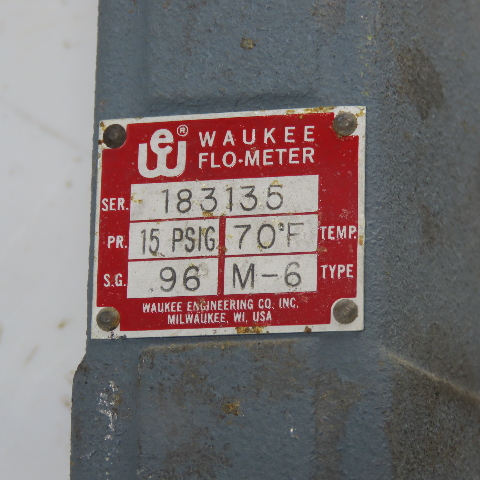 we® WAUKEE
FLO-METER
SER. 183135
PR. 15 PSIG 70°F TEMP.
S.G. .96 M-6 TYPE
WAUKEE ENGINEERING CO. INC.
MILWAUKEE, WI, USA